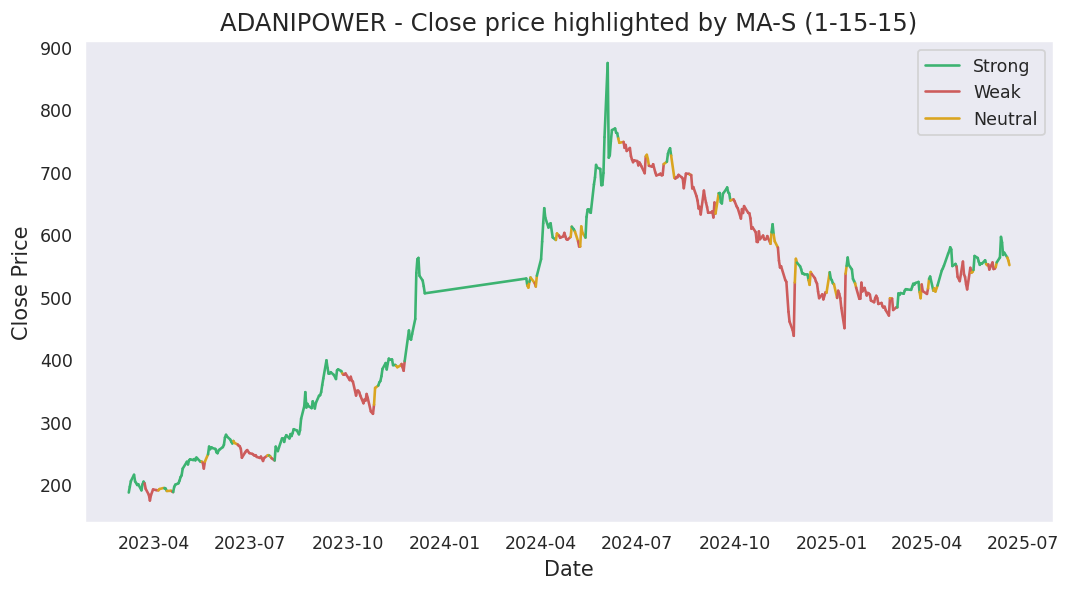 ADANIPOWER - Close price highlighted by MA-S (1-15-15)
Strong
Weak
Neutral
Close Price
900
800
700
600
500
400
300
200
2023-04 2023-07 2023-10 2024-01 2024-04 2024-07 2024-10 2025-01 2025-04 2025-07
Date